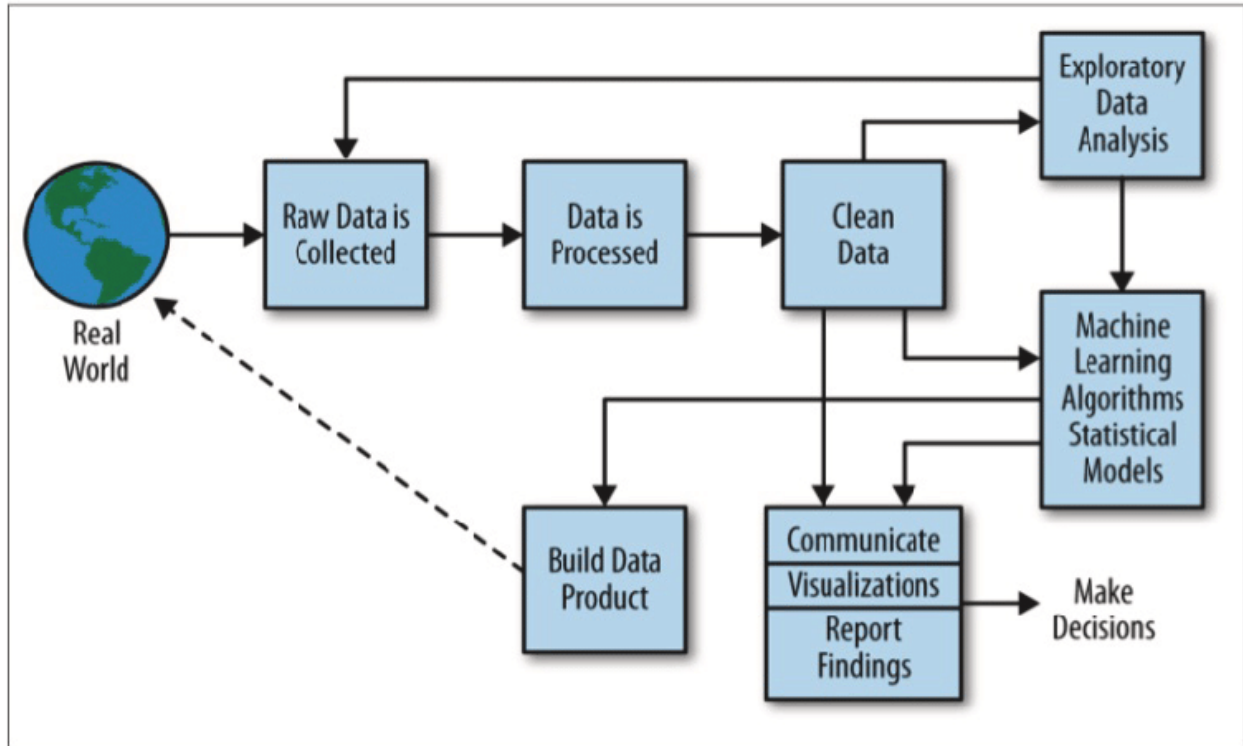 Exploratory
Data
Analysis
Raw Data is
Collected
Data is
Processed
Clean
Data
Real
World
Machine
Learning
Algorithms
Statistical
Models
Build Data
Product
Communicate
Visualizations
Report
Findings
Make
Decisions